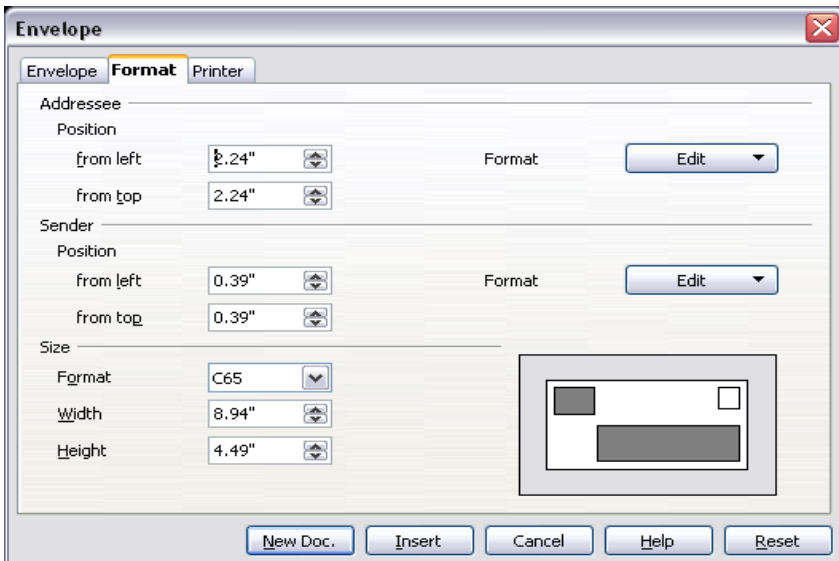 Envelope
Envelope Format Printer
Addressee
Position
from left 2.24" Format Edit
from top 2.24"
Sender
Position
from left 0.39" Format Edit
from top 0.39"
Size
Format C65
Width 8.94"
Height 4.49"
New Doc. Insert Cancel Help Reset